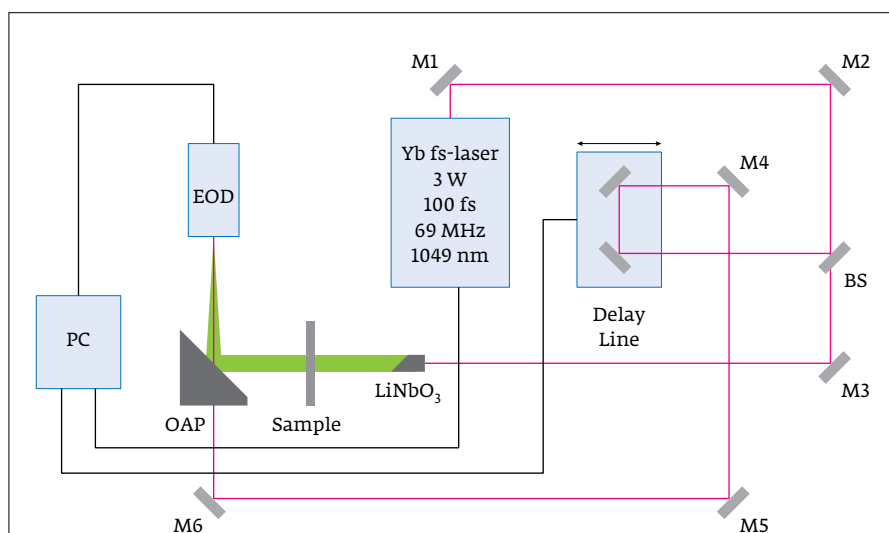 M1
M2
EOD
Yb fs-laser
3 W
100 fs
69 MHz
1049 nm
M4
BS
PC
Delay
Line
LiNbO₃
M3
OAP
Sample
M6
M5